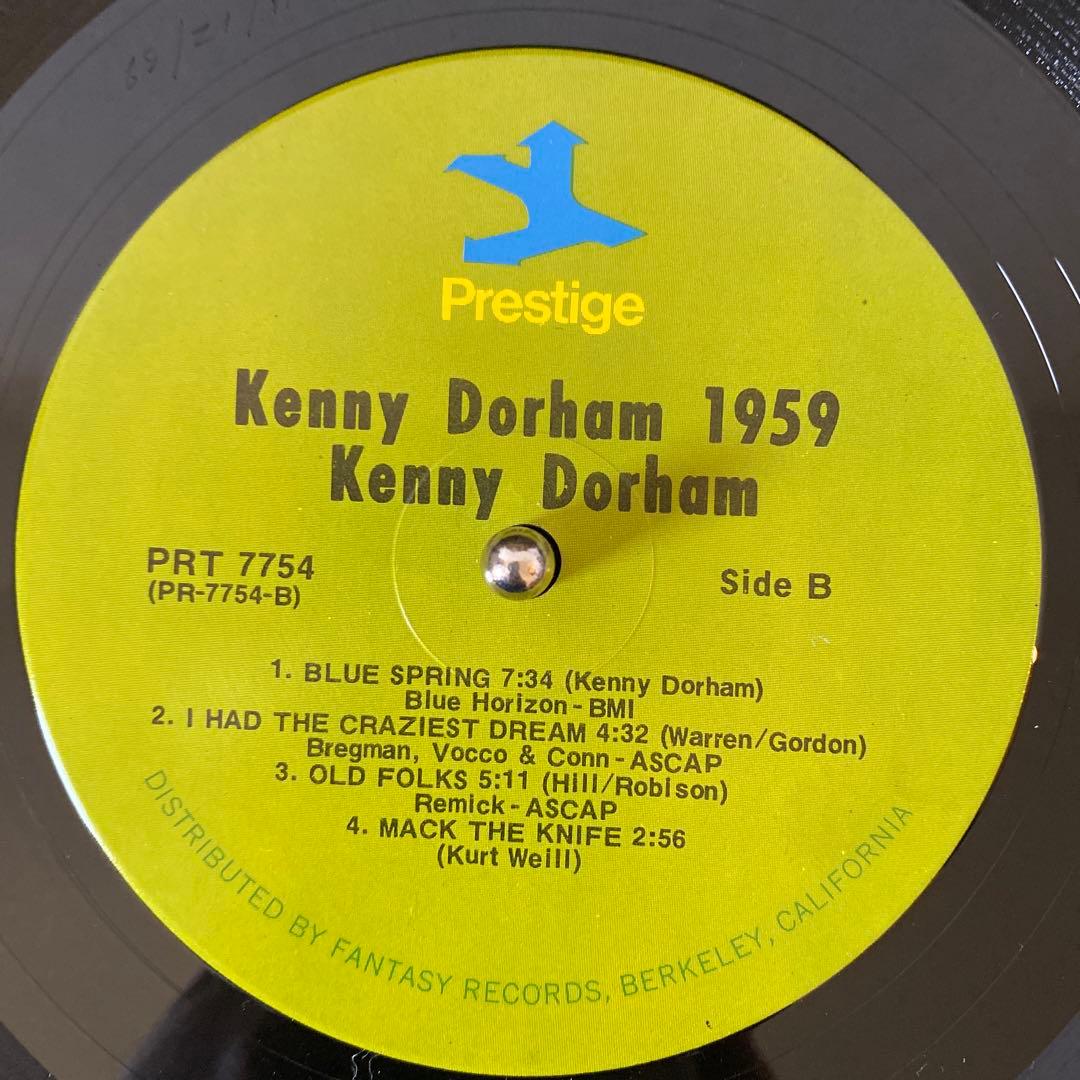 Prestige
Kenny Dorham 1959
Kenny Dorham
PRT 7754
(PR-7754-B)
Side B
1. BLUE SPRING 7:34 (Kenny Dorham)
Blue Horizon-BMI
2. I HAD THE CRAZIEST DREAM 4:32 (Warren/Gordon)
Bregman, Vocco & Conn-ASCAP
3. OLD FOLKS 5:11 (Hill/Robison)
Remick-ASCAP
4. MACK THE KNIFE 2:56
(Kurt Weill)
DISTRIBUTED BY FANTASY RECORDS, BERKELEY, CALIFORNIA